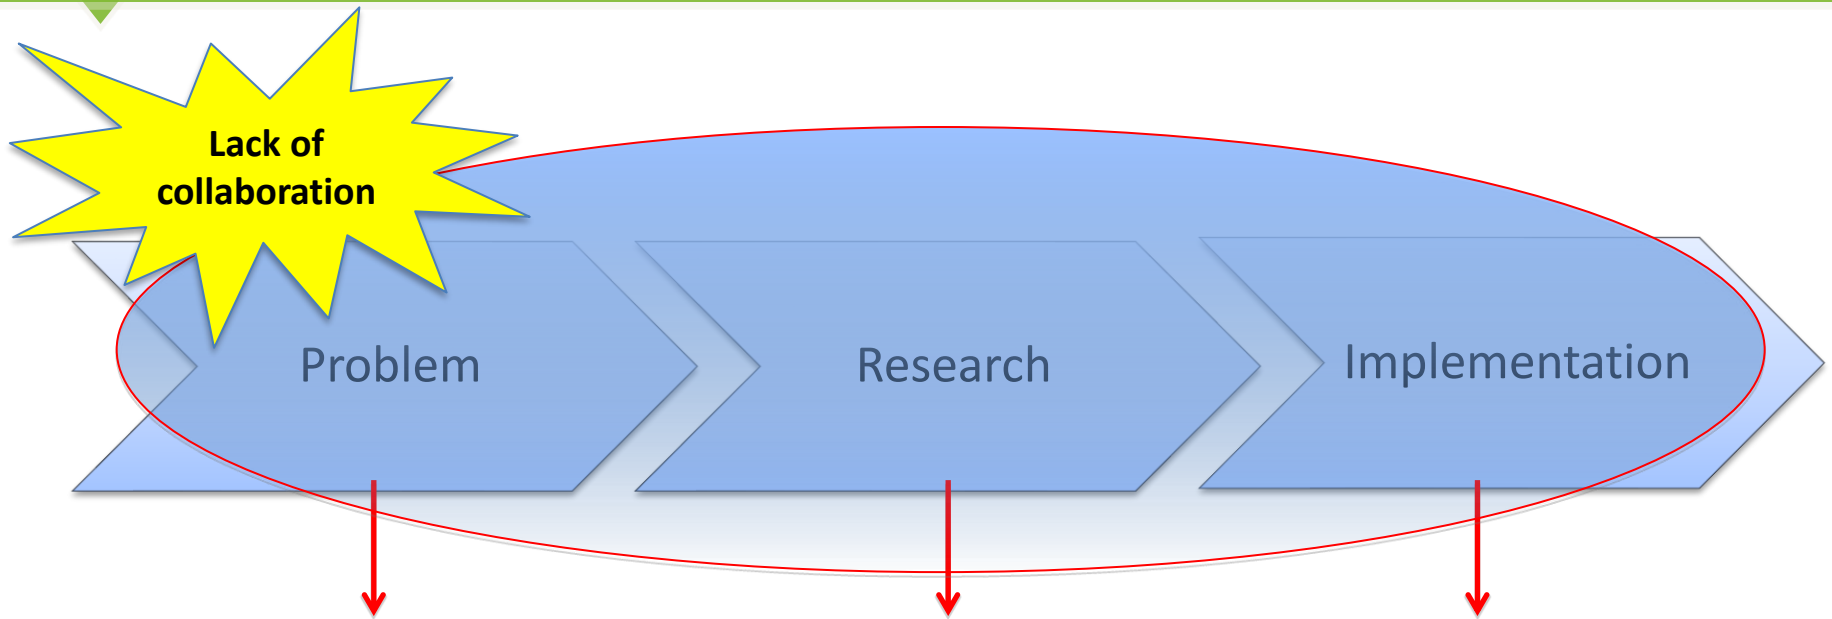 Lack of
collaboration
Problem
Research
Implementation